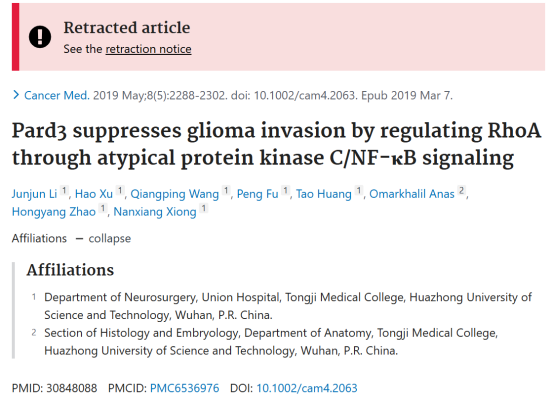 Retracted article
See the retraction notice
> Cancer Med. 2019 May;8(5):2288-2302. doi: 10.1002/cam4.2063. Epub 2019 Mar 7.
Pard3 suppresses glioma invasion by regulating RhoA
through atypical protein kinase C/NF-κB signaling
Junjun Li 1, Hao Xu 1, Qiangping Wang 1, Peng Fu 1, Tao Huang 1, Omarkhalil Anas 2,
Hongyang Zhao 1, Nanxiang Xiong 1
Affiliations — collapse
Affiliations
1 Department of Neurosurgery, Union Hospital, Tongji Medical College, Huazhong University of
Science and Technology, Wuhan, P.R. China.
2 Section of Histology and Embryology, Department of Anatomy, Tongji Medical College,
Huazhong University of Science and Technology, Wuhan, P.R. China.
PMID: 30848088 PMCID: PMC6536976 DOI: 10.1002/cam4.2063